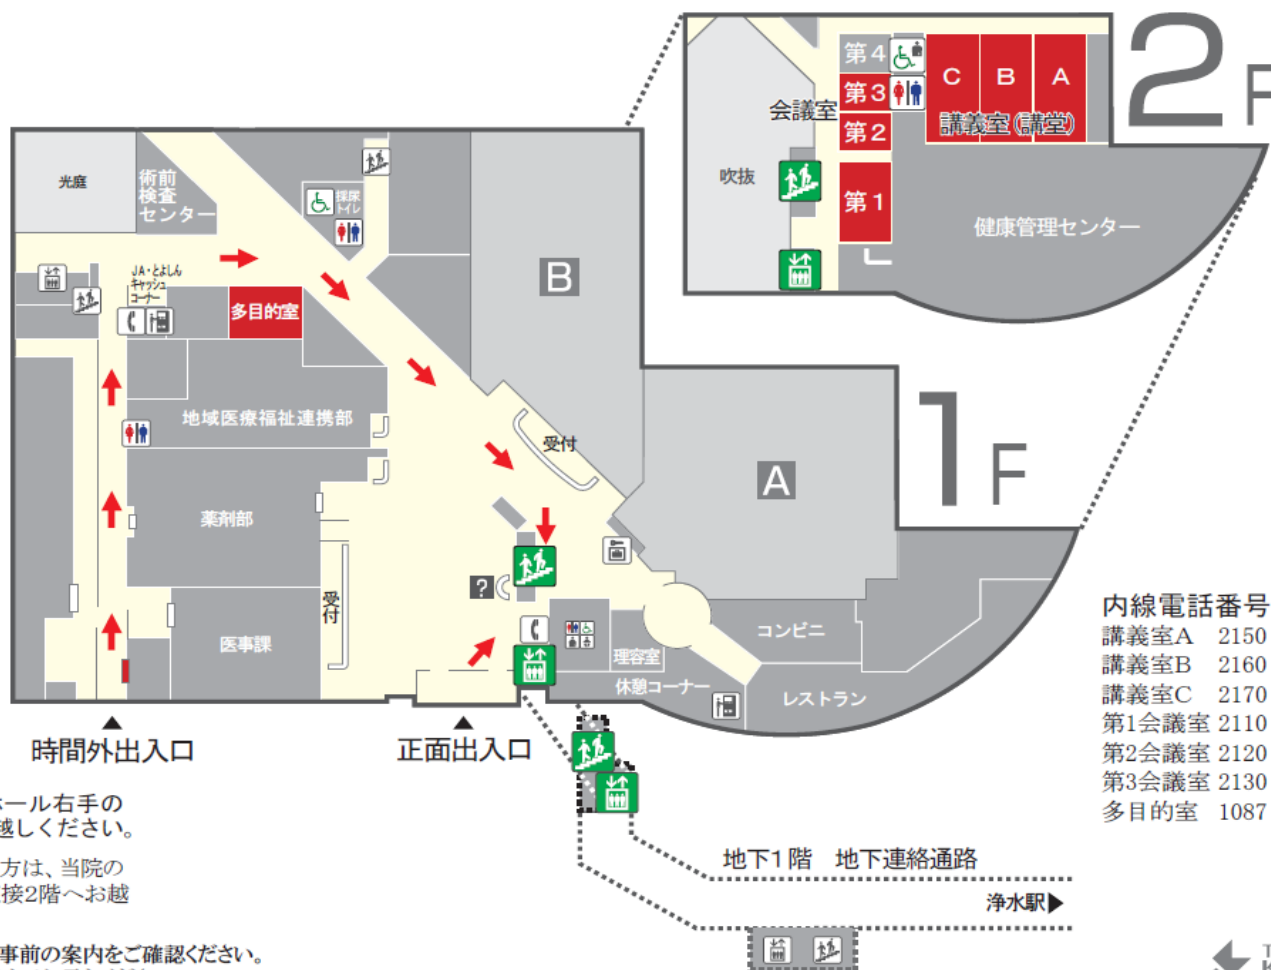 2F
第4
第3
第2
第1
会議室
C
B
A
講義室(講堂)
吹抜
健康管理センター
光庭
術前
検査
センター
採尿
トイレ
JA・とよしん
キャッシュ
コーナー
多目的室
B
地域医療福祉連携部
受付
A
1F
薬剤部
?
受付
医事課
コンビニ
理容室
休憩コーナー
レストラン
時間外出入口
正面出入口
内線電話番号
講義室A 2150
講義室B 2160
講義室C 2170
第1会議室 2110
第2会議室 2120
第3会議室 2130
多目的室 1087
ホール右手の
越しください。
方は、当院の
接2階へお越
事前の案内をご確認ください。
地下1階 地下連絡通路
浄水駅▶